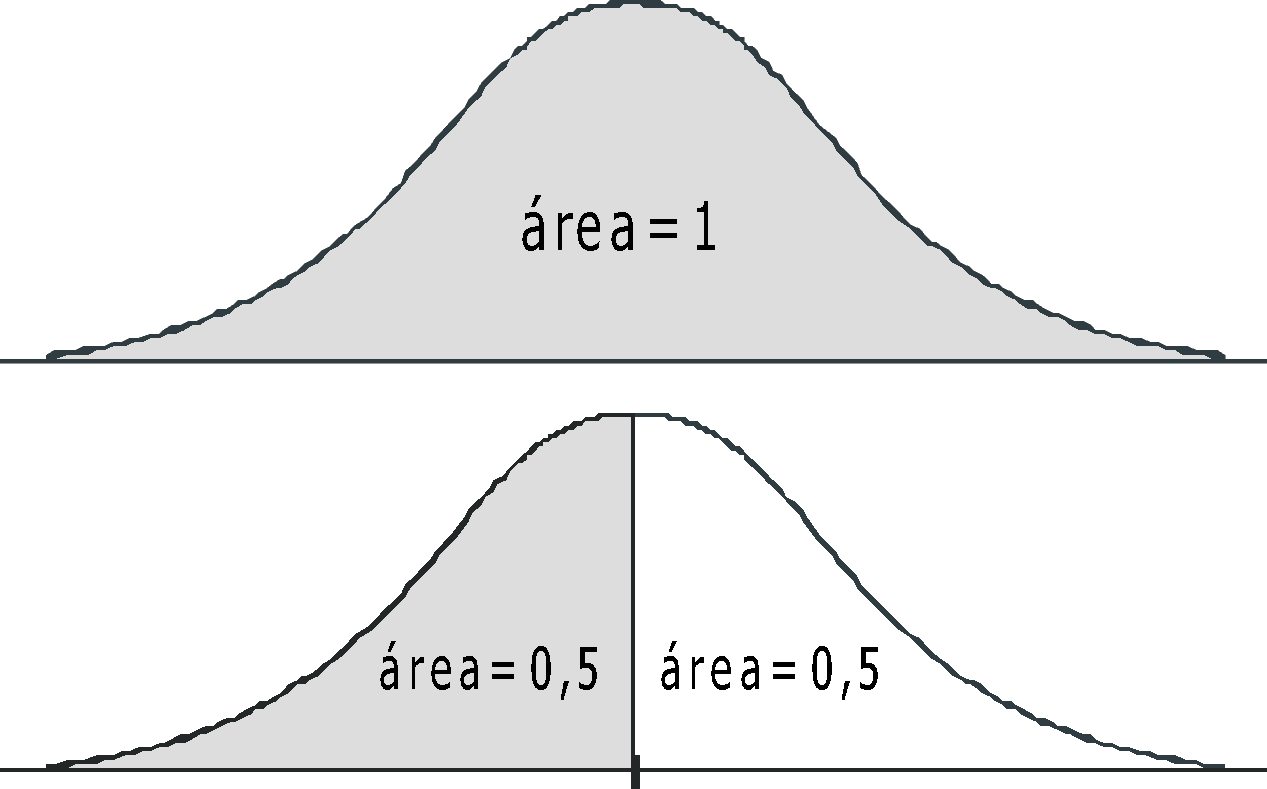 área = 1
área = 0,5
área = 0,5